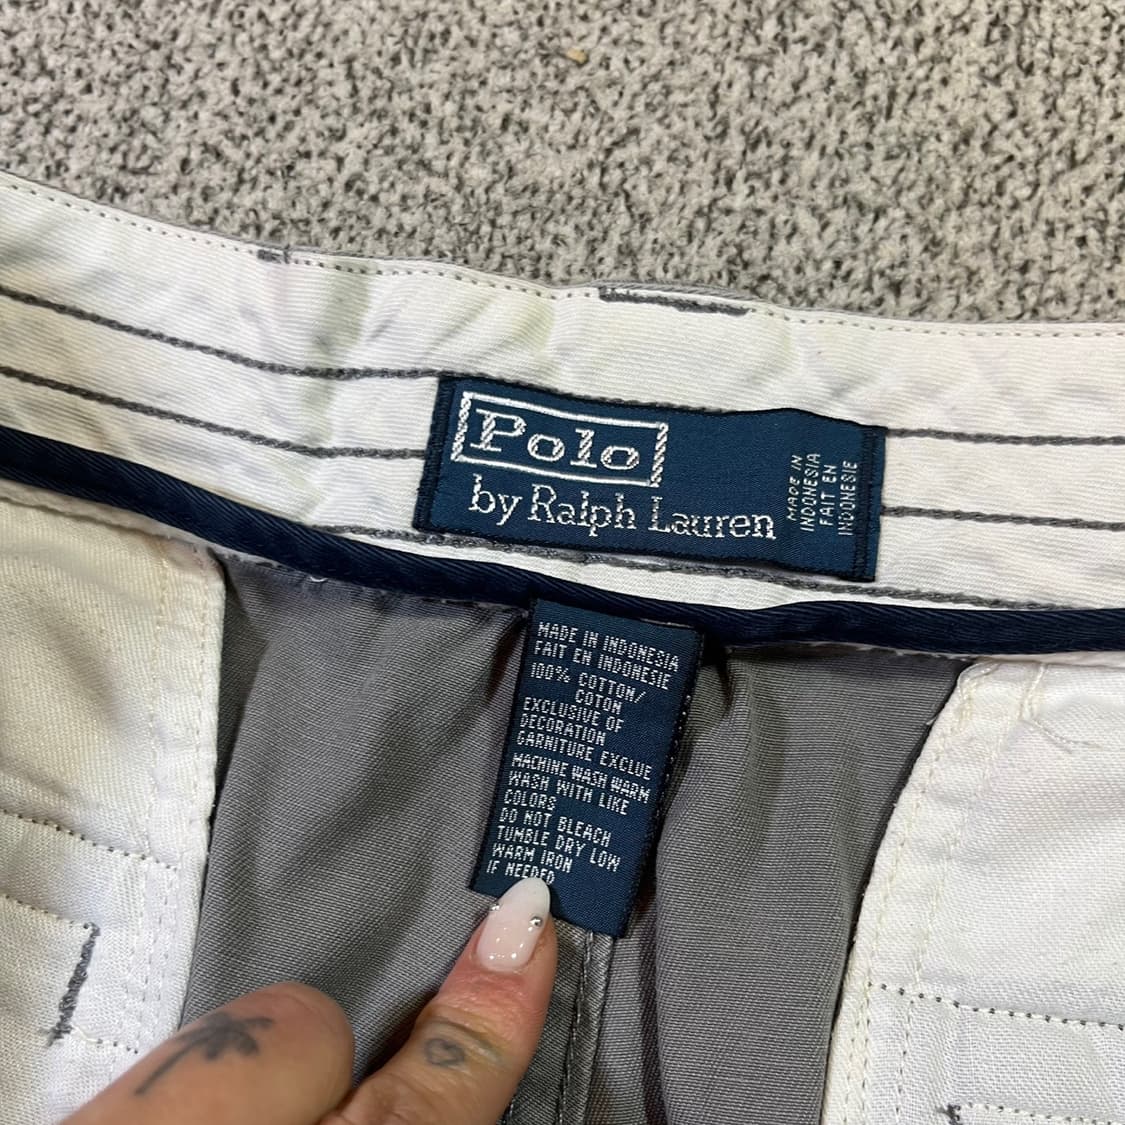 Polo
by Ralph Lauren
MADE IN
INDONESIA
FAIT EN
INDONESIE
MADE IN INDONESIA
FAIT EN INDONESIE
100% COTTON/
COTON
EXCLUSIVE OF
DECORATION
GARNITURE EXCLUE
MACHINE WASH WARM
WASH WITH LIKE
COLORS
DO NOT BLEACH
TUMBLE DRY LOW
WARM IRON
IF NEEDED